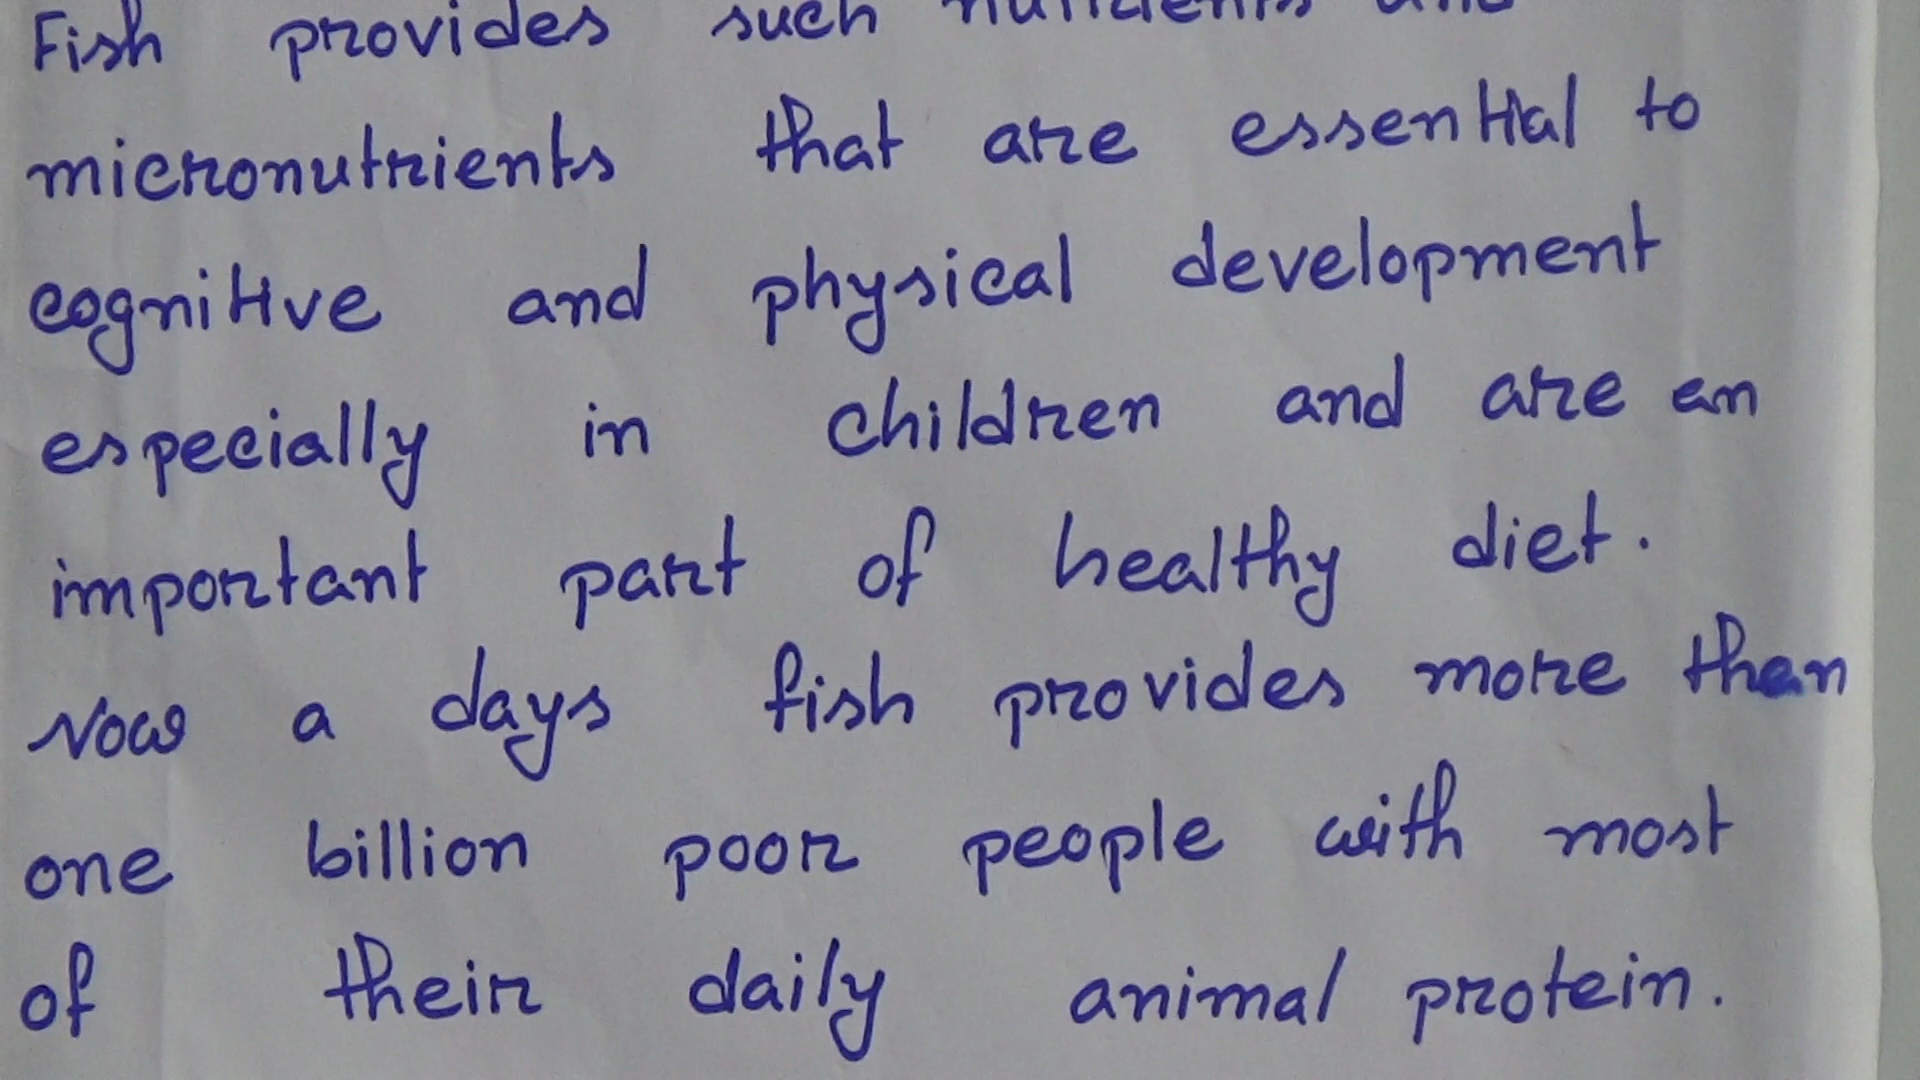 Fish provides such nutrients and
micronutrients that are essential to
cognitive and physical development
especially in children and are an
important part of healthy diet.
Now a days fish provides more than
one billion poor people with most
of their daily animal protein.